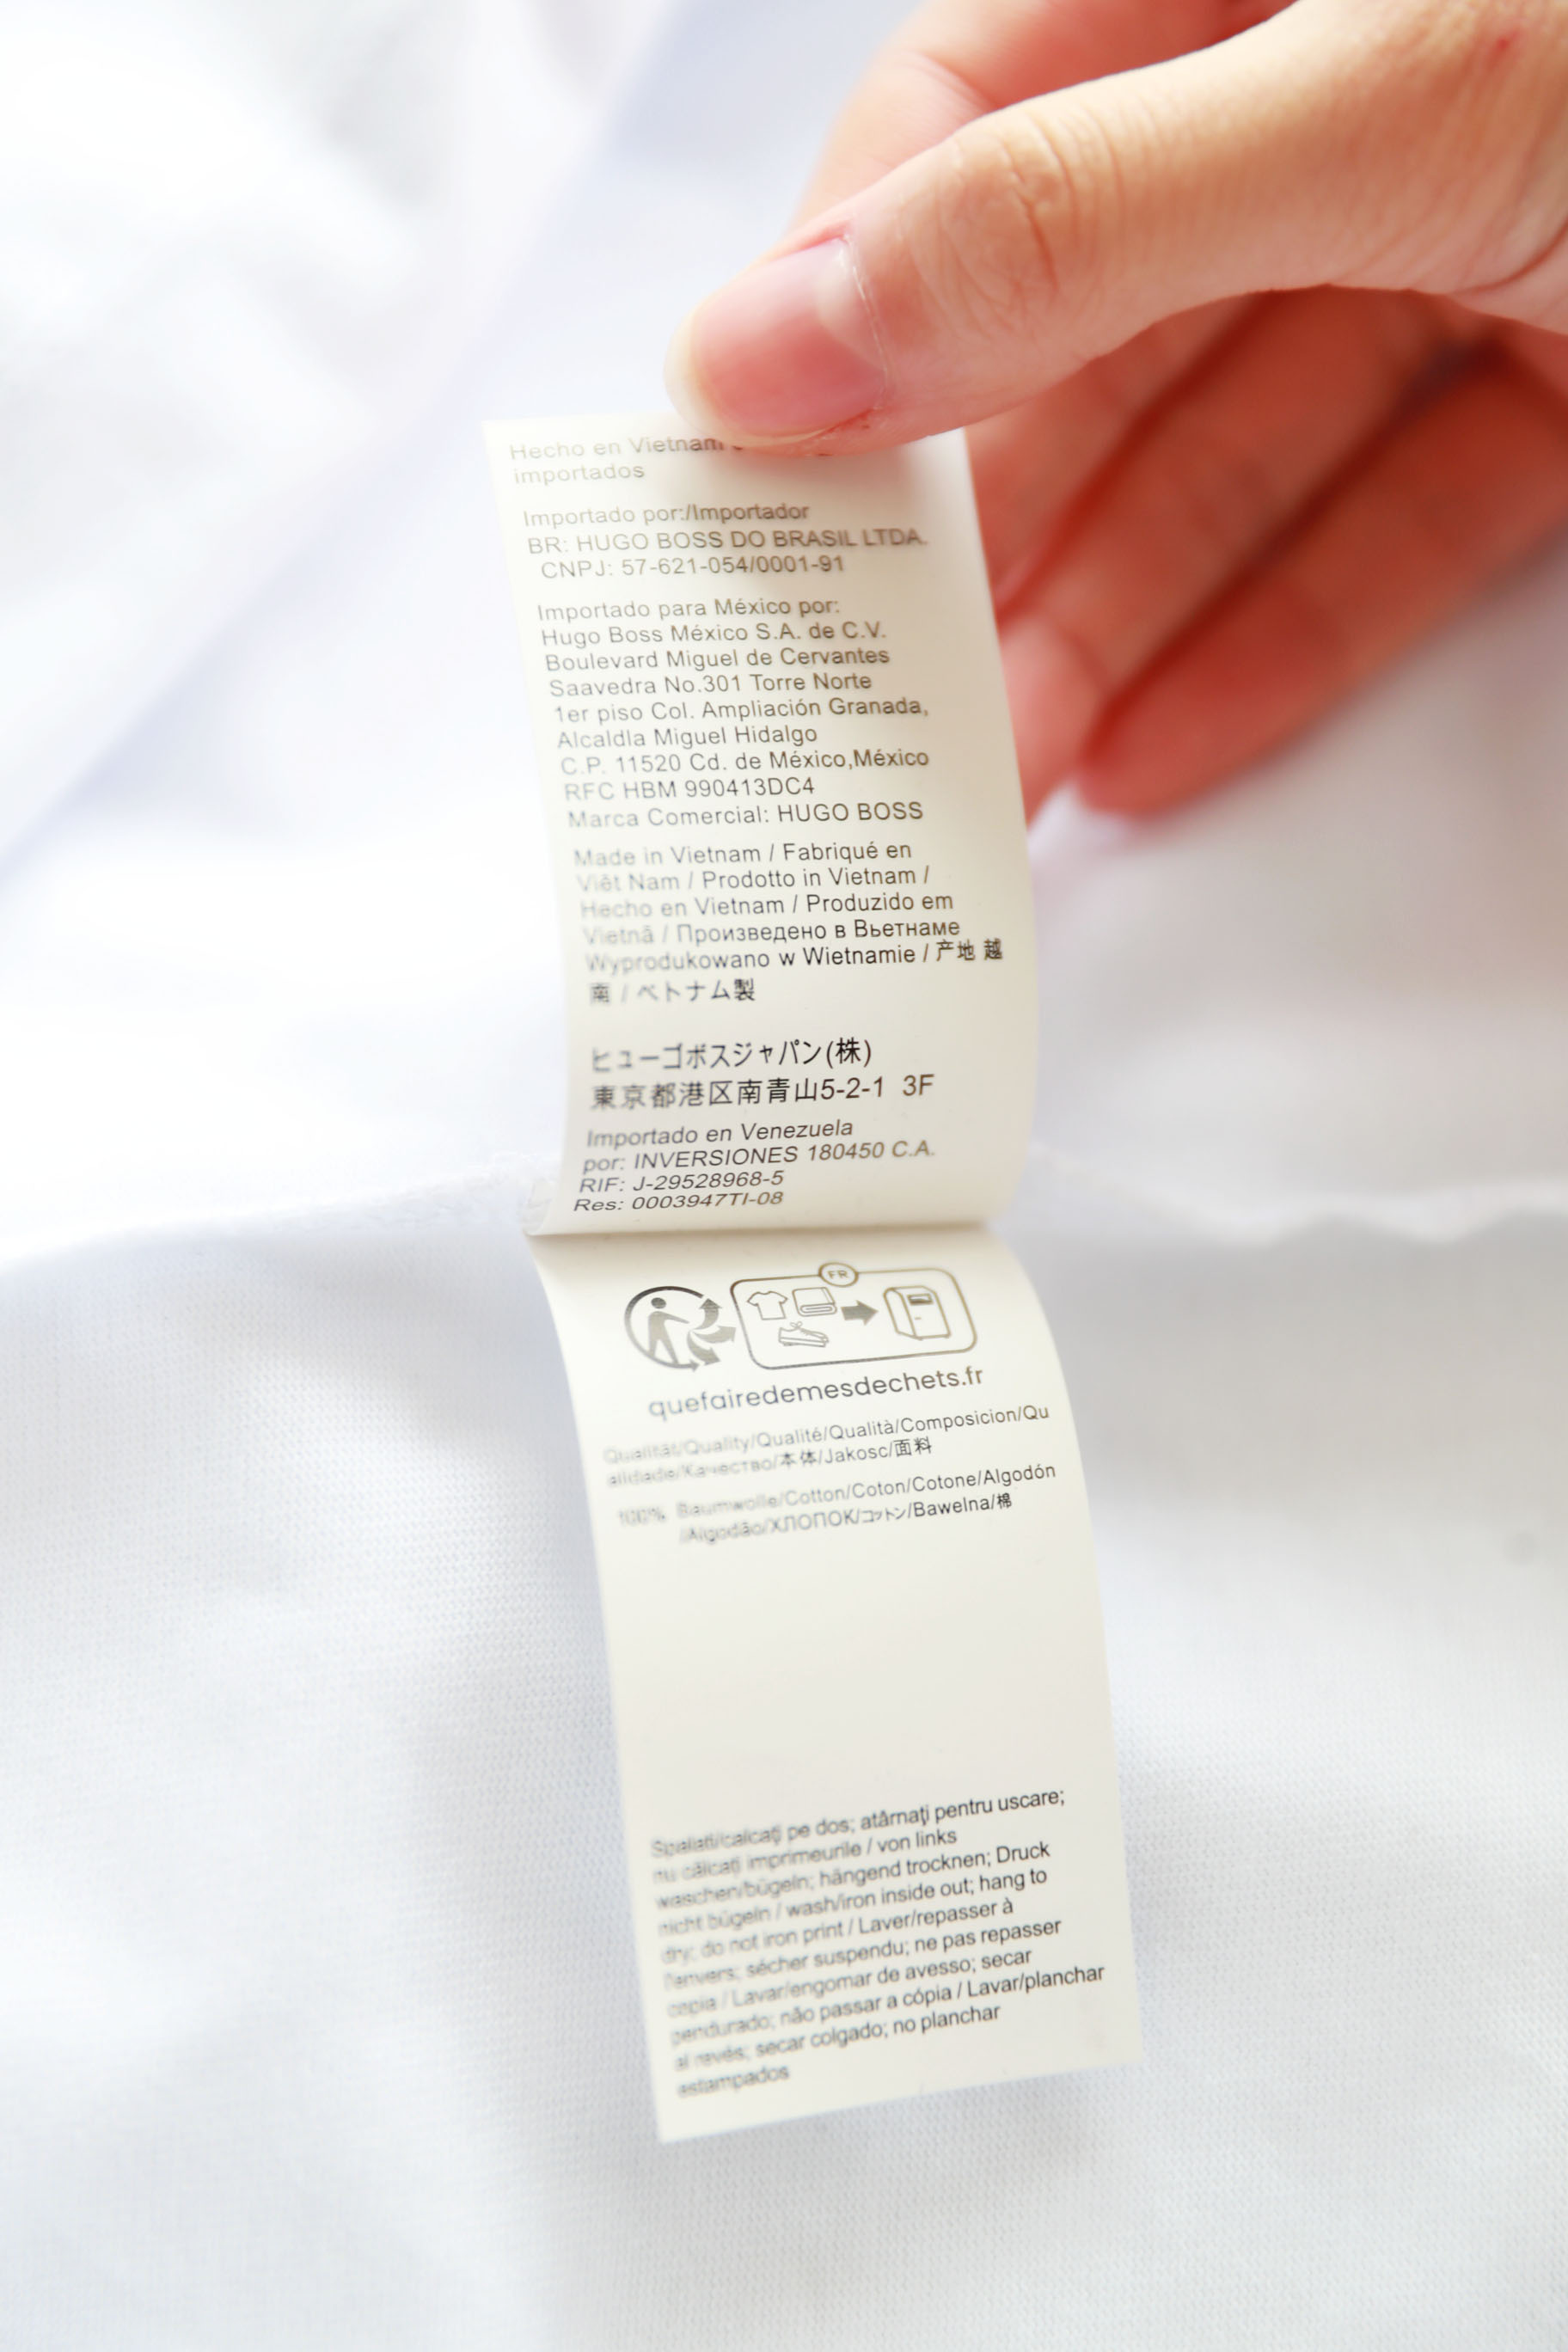 Hecho en Vietnam
importados
Importado por:/Importador
BR: HUGO BOSS DO BRASIL LTDA.
CNPJ: 57-621-054/0001-91
Importado para México por:
Hugo Boss México S.A. de C.V.
Boulevard Miguel de Cervantes
Saavedra No.301 Torre Norte
1er piso Col. Ampliación Granada,
Alcaldla Miguel Hidalgo
C.P. 11520 Cd. de México,México
RFC HBM 990413DC4
Marca Comercial: HUGO BOSS
Made in Vietnam / Fabriqué en
Viêt Nam / Prodotto in Vietnam /
Hecho en Vietnam / Produzido em
Vietnã / Произведено в Вьетнаме
Wyprodukowano w Wietnamie / 产地 越
南 / ベトナム製
ヒューゴボスジャパン(株)
東京都港区南青山5-2-1 3F
Importado en Venezuela
por: INVERSIONES 180450 C.A.
RIF: J-29528968-5
Res: 0003947TI-08
FR
quefairedemesdechets.fr
Qualität/Quality/Qualité/Qualità/Composicion/Qu
alidade/Качество/本体/Jakosc/面料
100% Baumwolle/Cotton/Coton/Cotone/Algodón
/Algodão/ХЛОПОК/コットン/Bawelna/棉
Spalati/calcaţi pe dos; atârnaţi pentru uscare;
nu călcaţi imprimeurile / von links
waschen/bügeln; hängend trocknen; Druck
nicht bügeln / wash/iron inside out; hang to
dry; do not iron print / Laver/repasser à
l'envers; sécher suspendu; ne pas repasser
copia / Lavar/engomar de avesso; secar
pendurado; não passar a cópia / Lavar/planchar
al revés; secar colgado; no planchar
estampados